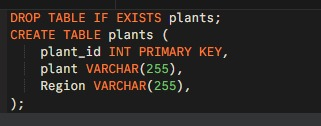 DROP TABLE IF EXISTS plants;
CREATE TABLE plants (
    plant_id INT PRIMARY KEY,
    plant VARCHAR(255),
    Region VARCHAR(255),
);